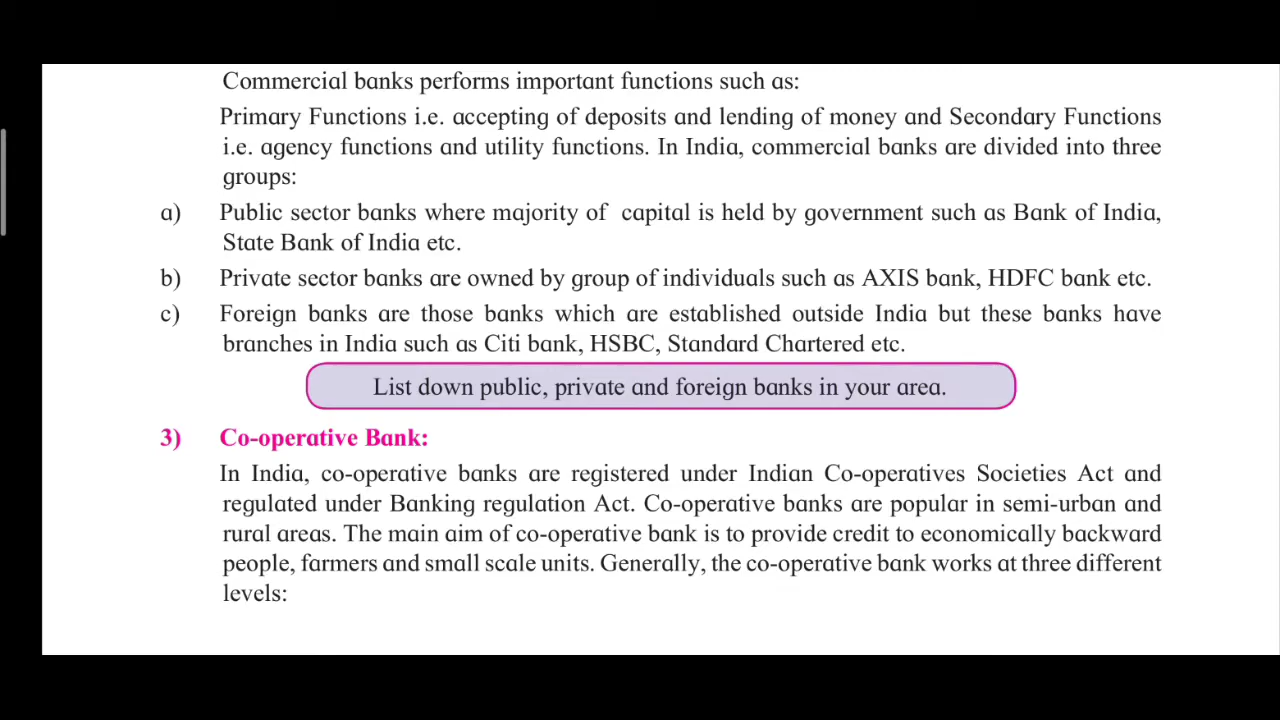 Commercial banks performs important functions such as:
Primary Functions i.e. accepting of deposits and lending of money and Secondary Functions
i.e. agency functions and utility functions. In India, commercial banks are divided into three
groups:
a) Public sector banks where majority of capital is held by government such as Bank of India,
State Bank of India etc.
b) Private sector banks are owned by group of individuals such as AXIS bank, HDFC bank etc.
c) Foreign banks are those banks which are established outside India but these banks have
branches in India such as Citi bank, HSBC, Standard Chartered etc.
List down public, private and foreign banks in your area.
3) Co-operative Bank:
In India, co-operative banks are registered under Indian Co-operatives Societies Act and
regulated under Banking regulation Act. Co-operative banks are popular in semi-urban and
rural areas. The main aim of co-operative bank is to provide credit to economically backward
people, farmers and small scale units. Generally, the co-operative bank works at three different
levels: